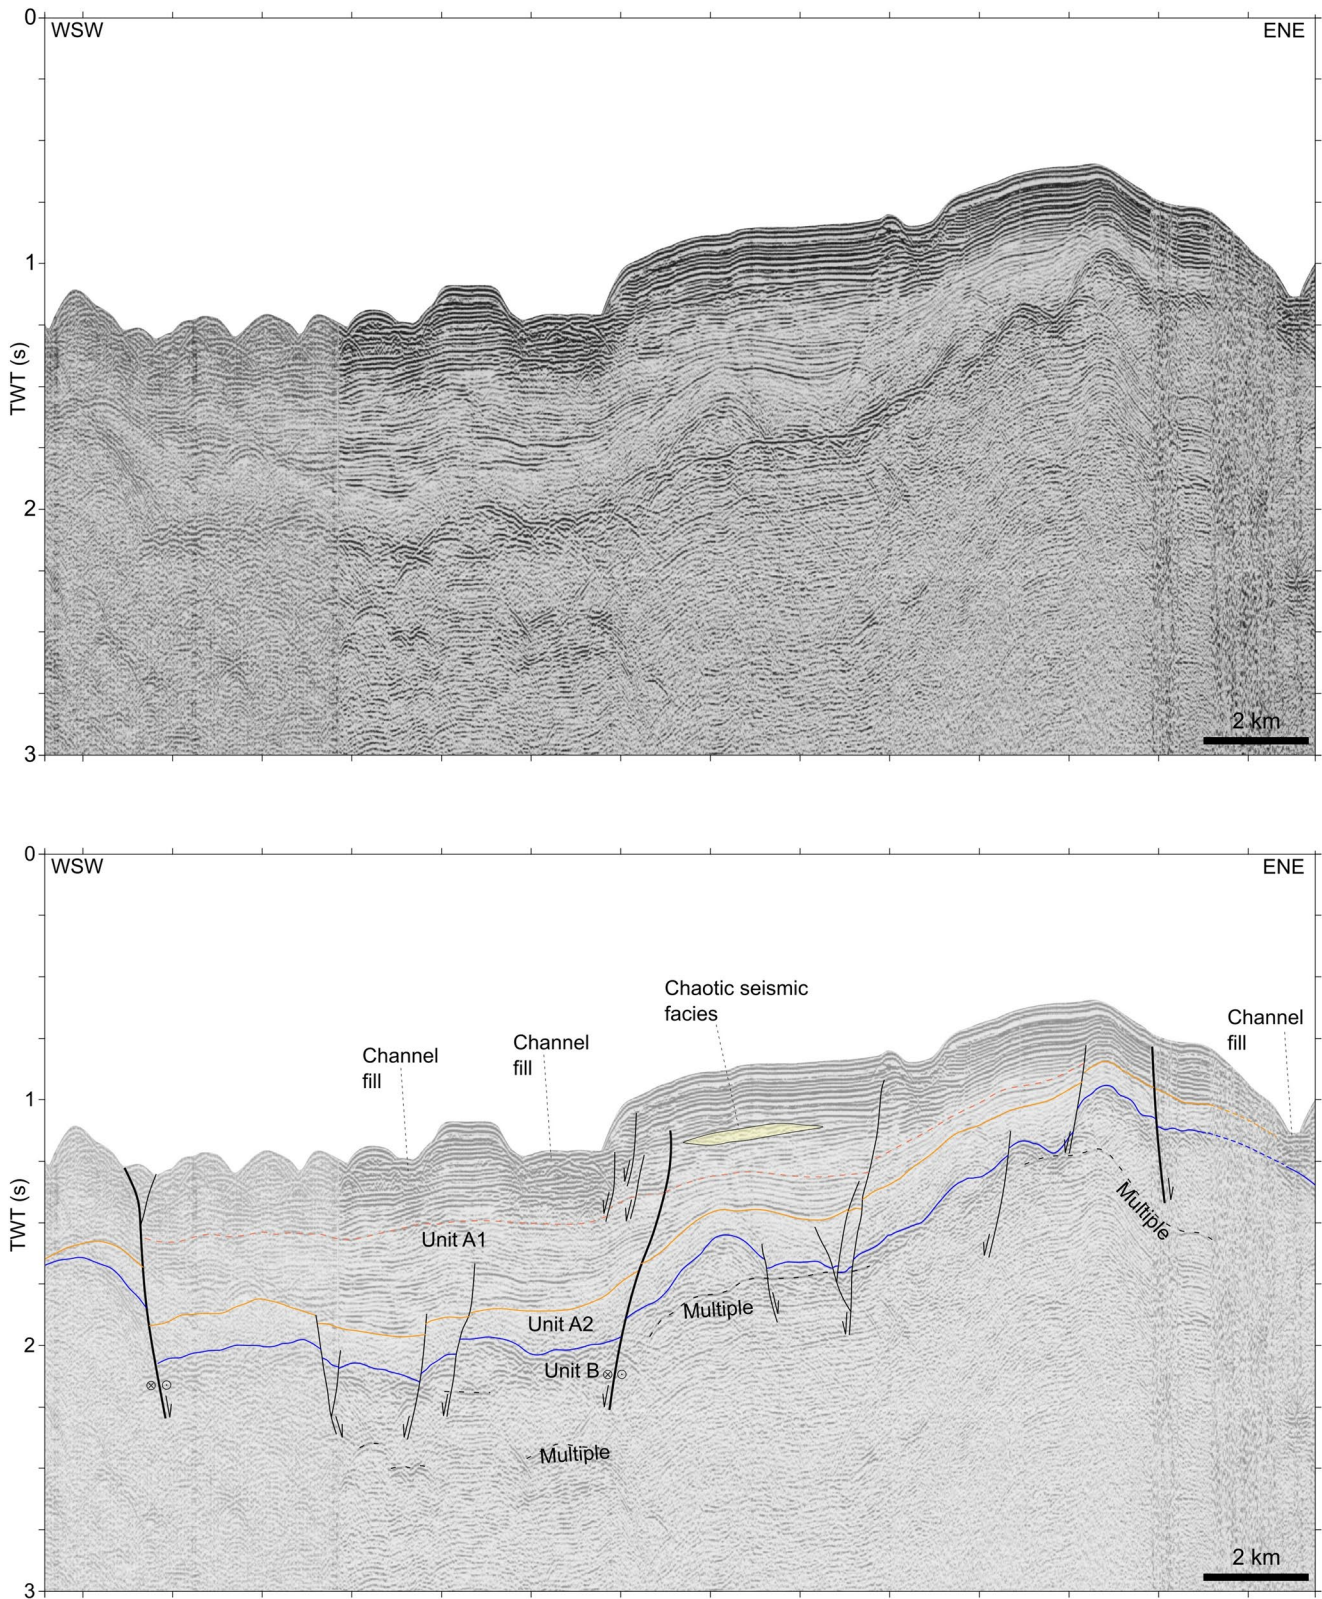 0
WSW
ENE
1
TWT (s)
2
2 km
3
0
WSW
ENE
Chaotic seismic
facies
Channel
fill
Channel
fill
Channel
fill
1
TWT (s)
Unit A1
Multiple
Multiple
Unit A2
2
Unit B
Multiple
2 km
3